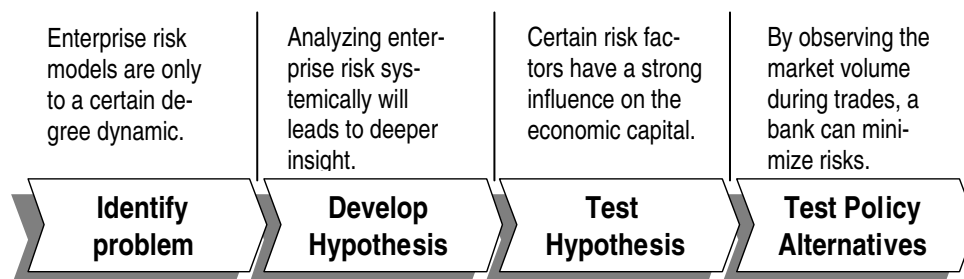 Enterprise risk
models are only
to a certain de-
gree dynamic.
Analyzing enter-
prise risk sys-
temically will
leads to deeper
insight.
Certain risk fac-
tors have a strong
influence on the
economic capital.
By observing the
market volume
during trades, a
bank can mini-
mize risks.
Identify
problem
Develop
Hypothesis
Test
Hypothesis
Test Policy
Alternatives